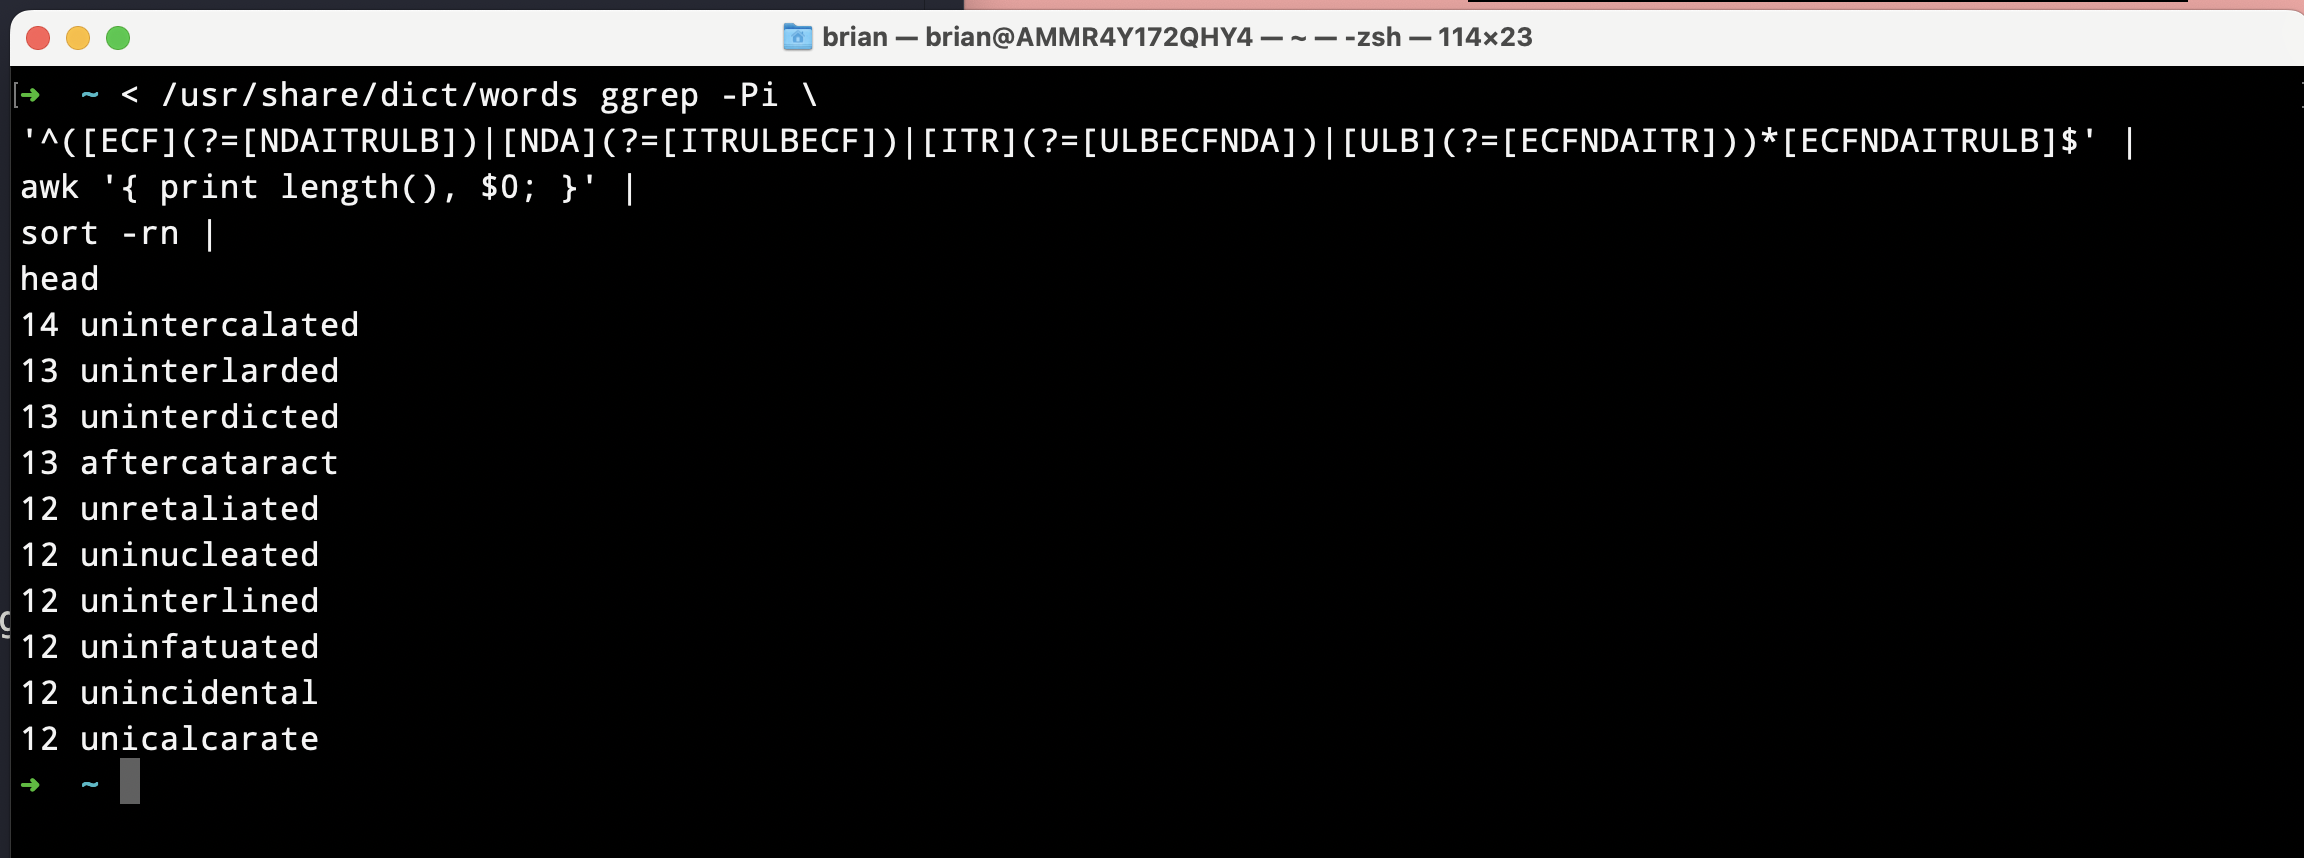 brian — brian@AMMR4Y172QHY4 — ~ — -zsh — 114×23
[➜ ~ < /usr/share/dict/words ggrep -Pi \
'^([ECF](?=[NDAITRULB])|[NDA](?=[ITRULBECF])|[ITR](?=[ULBECFNDA])|[ULB](?=[ECFNDAITR]))*[ECFNDAITRULB]$' |
awk '{ print length(), $0; }' |
sort -rn |
head
14 unintercalated
13 uninterlarded
13 uninterdicted
13 aftercataract
12 unretaliated
12 uninucleated
12 uninterlined
12 uninfatuated
12 unincidental
12 unicalcarate
➜ ~